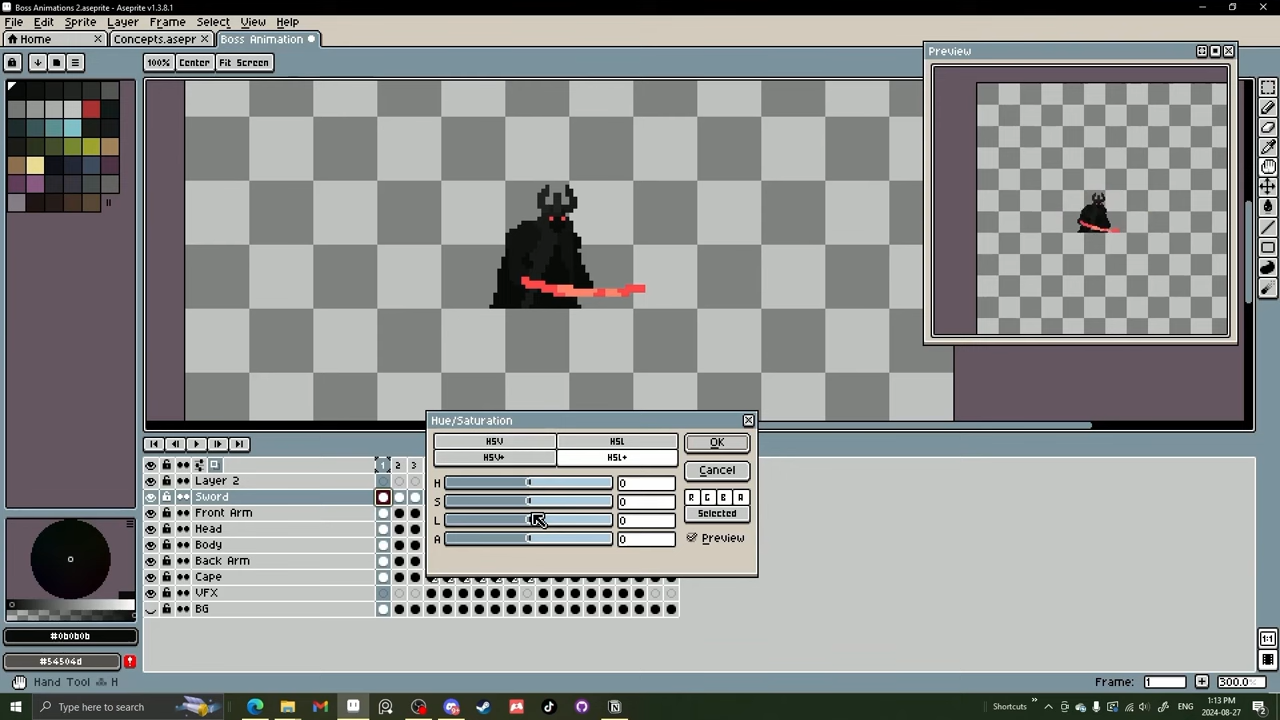 Boss Animations 2.aseprite - Aseprite v1.3.8.1
File Edit Sprite Layer Frame Select View Help
Home Concepts.asepr Boss Animation
100% Center Fit Screen
Preview
Hue/Saturation
HSV HSL
HSV+ HSL+
OK
Cancel
H 0
S 0
L 0
A 0
R G B A
Selected
Preview
1 2 3
Layer 2
Sword
Front Arm
Head
Body
Back Arm
Cape
VFX
BG
#0b0b0b
#54504d
Hand Tool H
Frame: 1 300.0
1:1
Type here to search
Shortcuts
1:13 PM
2024-08-27